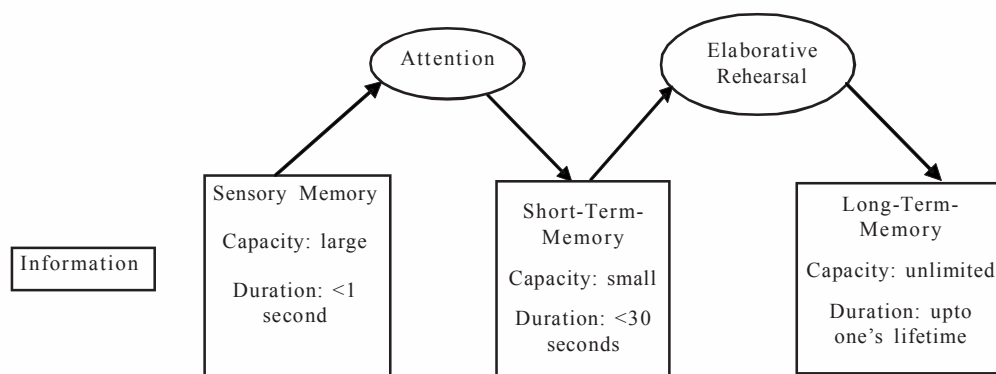 Attention
Elaborative
Rehearsal
Information
Sensory Memory
Capacity: large
Duration: <1
second
Short-Term-
Memory
Capacity: small
Duration: <30
seconds
Long-Term-
Memory
Capacity: unlimited
Duration: upto
one's lifetime